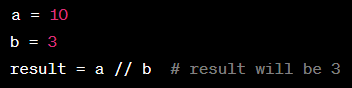 a = 10
b = 3
result = a // b  # result will be 3